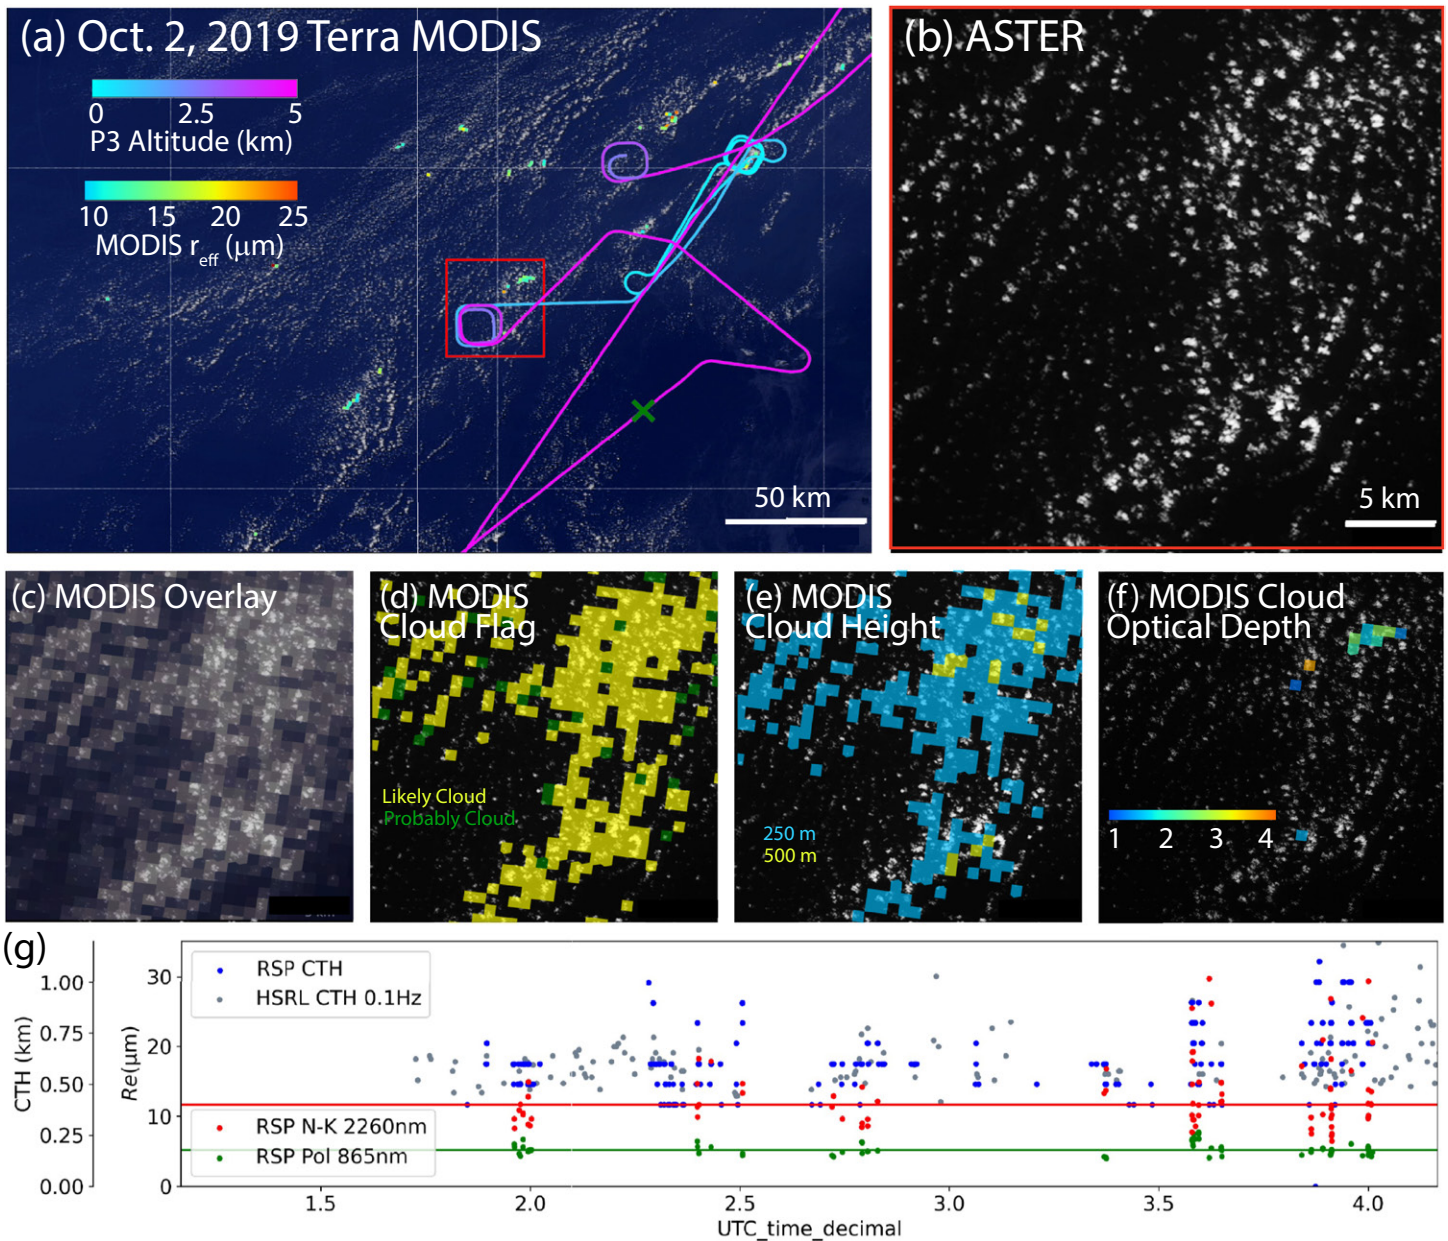 (a) Oct. 2, 2019 Terra MODIS
0 2.5 5
P3 Altitude (km)
10 15 20 25
MODIS reff (μm)
50 km
(b) ASTER
5 km
(c) MODIS Overlay
(d) MODIS
Cloud Flag
Likely Cloud
Probably Cloud
(e) MODIS
Cloud Height
250 m
500 m
(f) MODIS Cloud
Optical Depth
1 2 3 4
(g)
CTH (km)
1.00
0.75
0.50
0.25
0.00
Re(μm)
30
20
10
0
RSP CTH
HSRL CTH 0.1Hz
RSP N-K 2260nm
RSP Pol 865nm
1.5 2.0 2.5 3.0 3.5 4.0
UTC_time_decimal